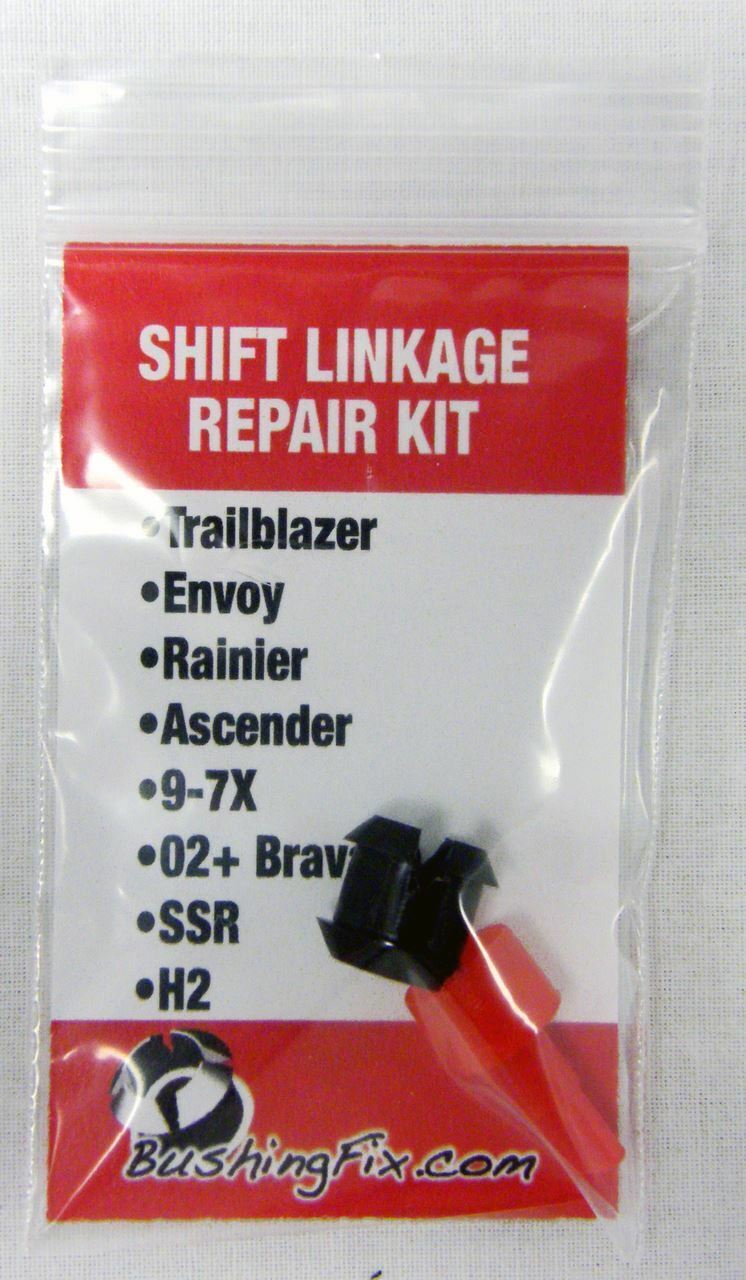 SHIFT LINKAGE
REPAIR KIT
•Trailblazer
•Envoy
•Rainier
•Ascender
•9-7X
•02+
•SSR
•H2
BushingFix.com